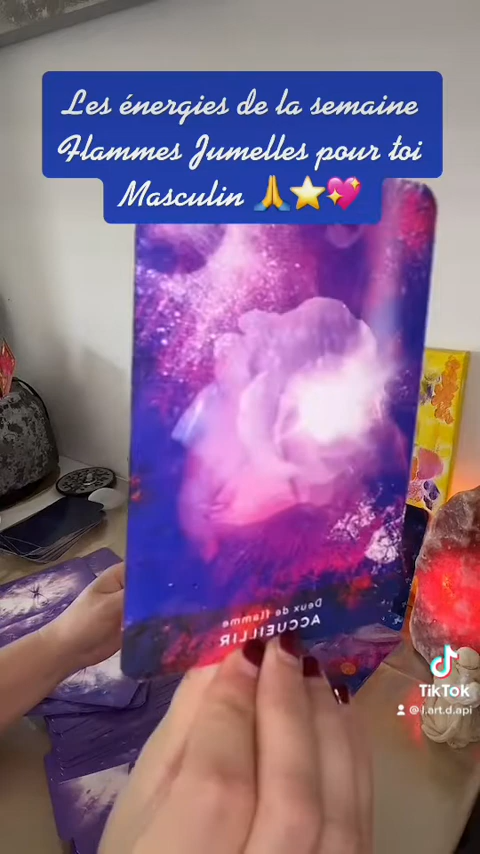 Les énergies de la semaine
Flammes Jumelles pour toi
Masculin 🙏⭐💖
Deux de flamme
ACCUEILLIR
TikTok
@l.art.d.api